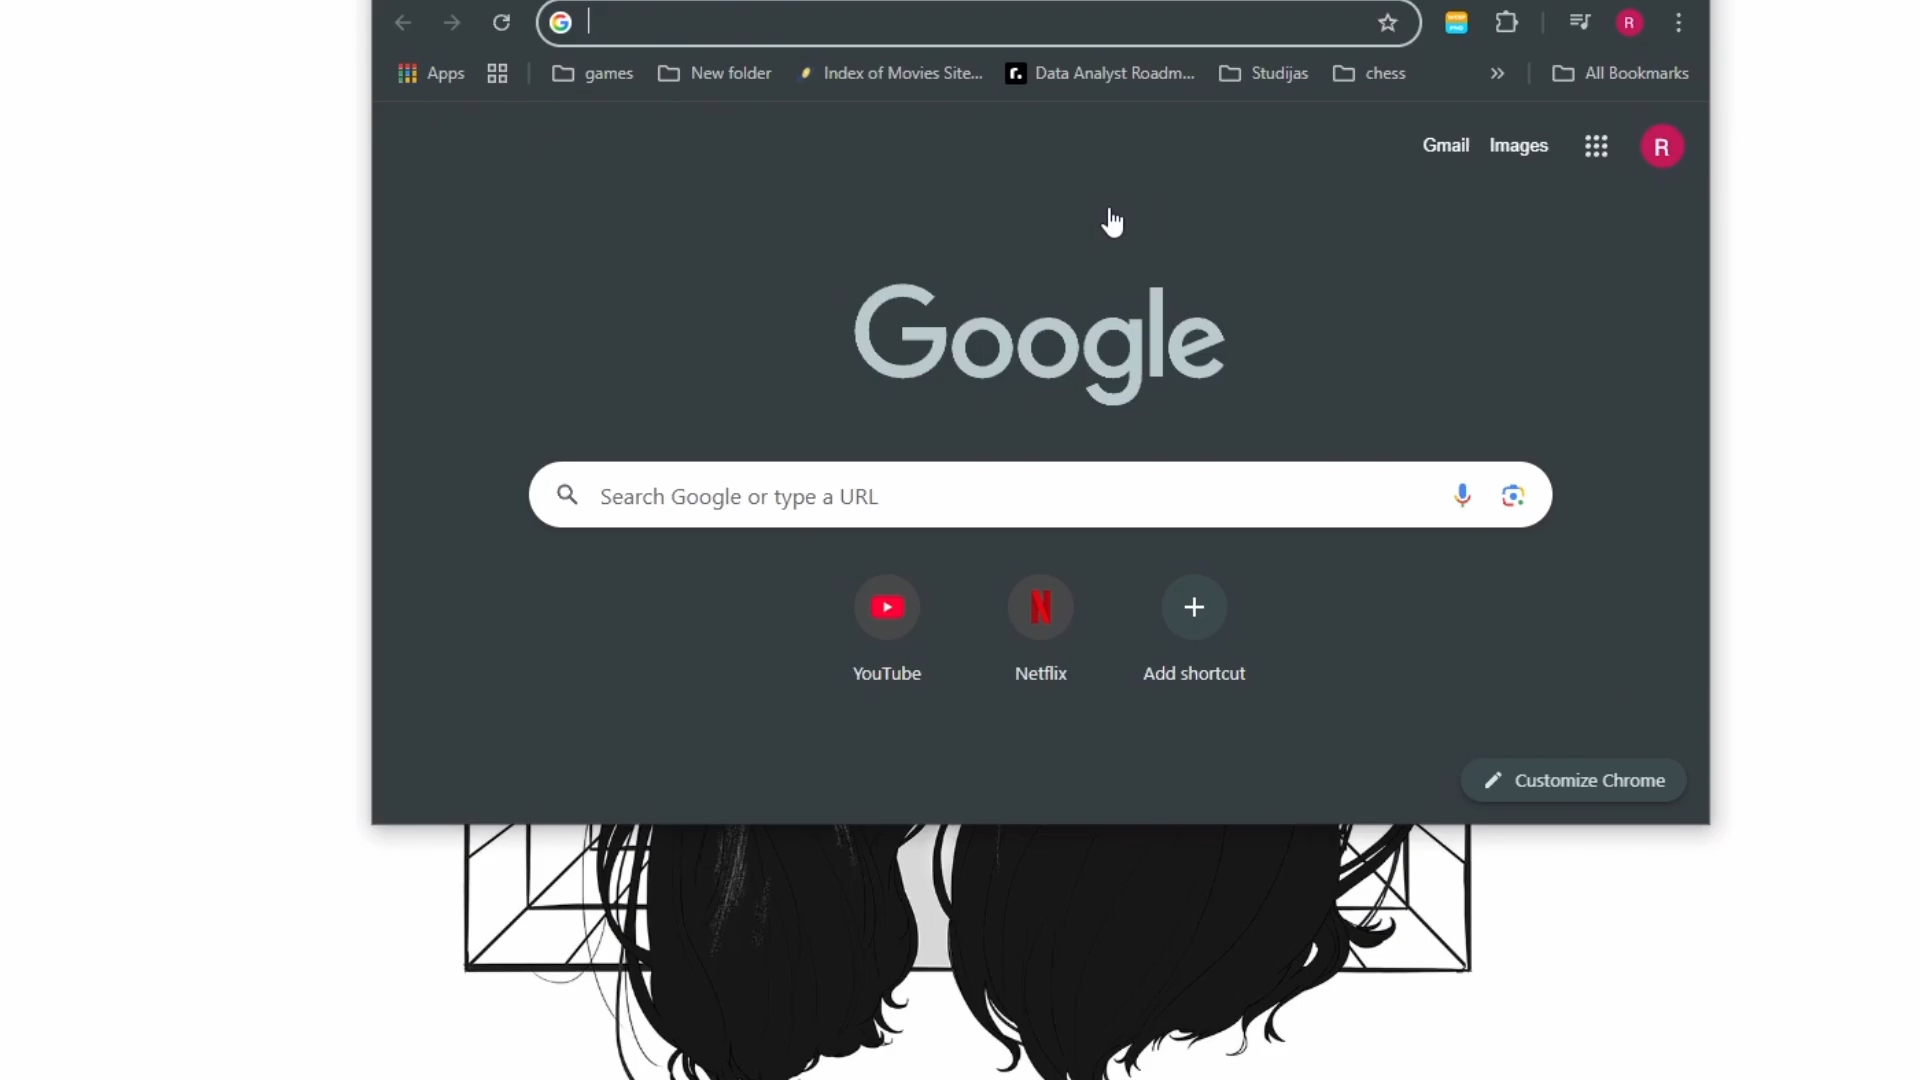 R
Apps
games
New folder
Index of Movies Site...
Data Analyst Roadm...
Studijas
chess
All Bookmarks
Gmail
Images
R
Google
Search Google or type a URL
YouTube
Netflix
Add shortcut
Customize Chrome